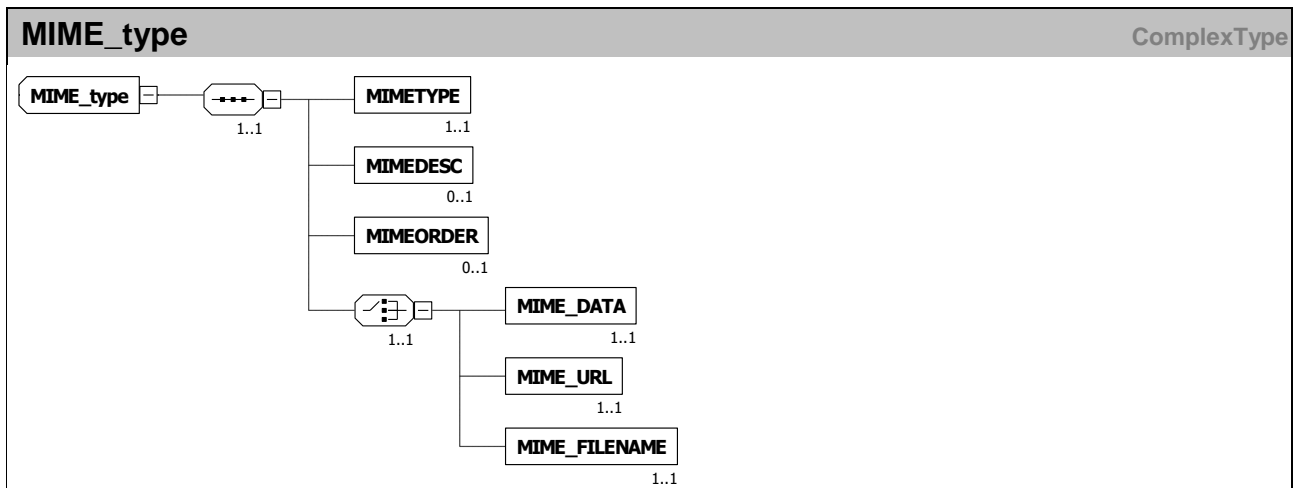 MIME_type ComplexType
MIME_type MIMETYPE
1..1 1..1
MIMEDESC
0..1
MIMEORDER
0..1
MIME_DATA
1..1 1..1
MIME_URL
1..1
MIME_FILENAME
1..1